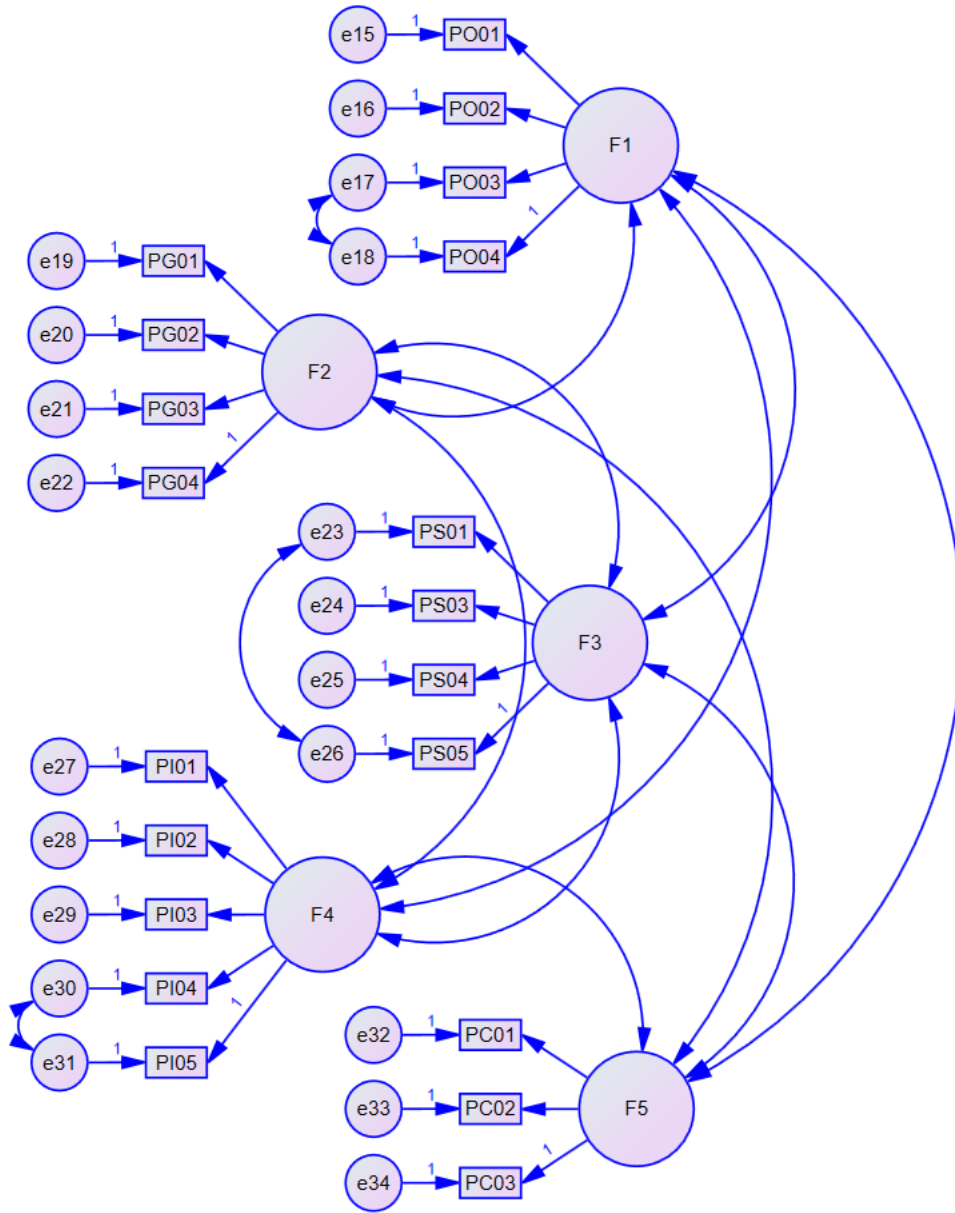 e15 1 PO01
e16 1 PO02
F1
e17 1 PO03
e18 1 PO04
1
e19 1 PG01
e20 1 PG02
F2
e21 1 PG03
e22 1 PG04
1
e23 1 PS01
e24 1 PS03
F3
e25 1 PS04
e26 1 PS05
1
e27 1 PI01
e28 1 PI02
e29 1 PI03
F4
e30 1 PI04
e31 1 PI05
1
e32 1 PC01
e33 1 PC02
F5
e34 1 PC03
1